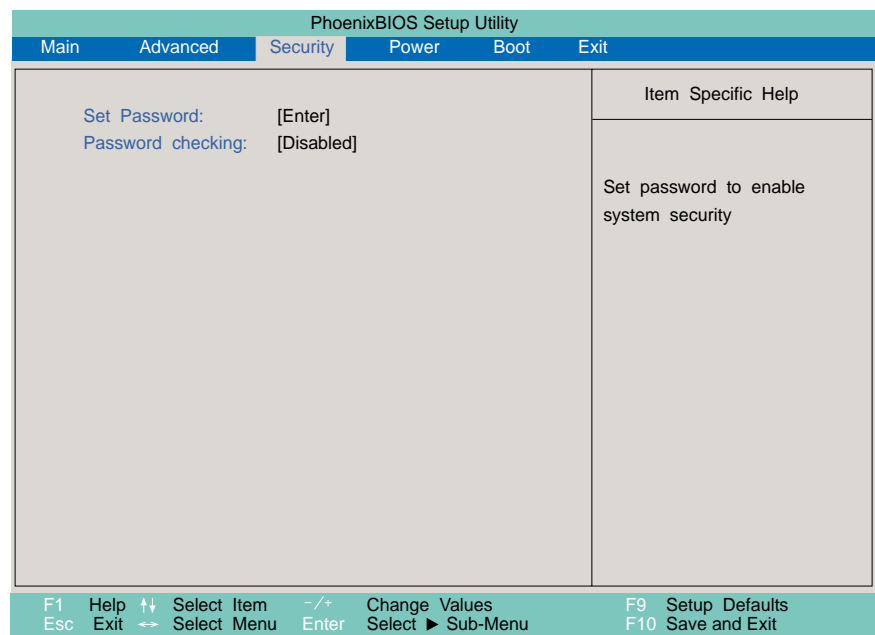 PhoenixBIOS Setup Utility
Main Advanced Security Power Boot Exit
Item Specific Help
Set Password: [Enter]
Password checking: [Disabled]
Set password to enable
system security
F1 Help ↑↓ Select Item -/+ Change Values F9 Setup Defaults
Esc Exit ↔ Select Menu Enter Select ▶ Sub-Menu F10 Save and Exit